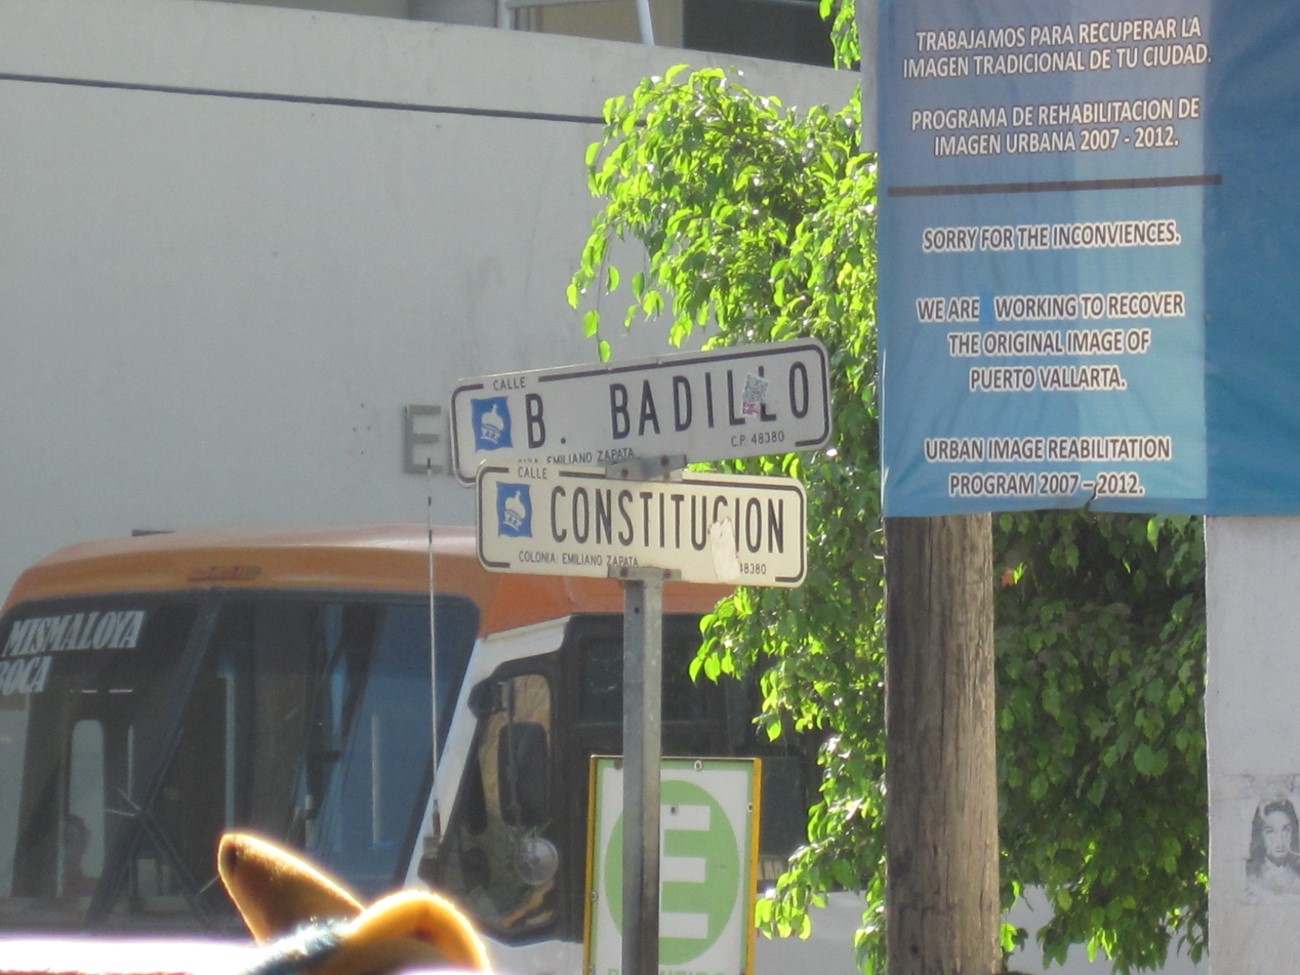 TRABAJAMOS PARA RECUPERAR LA
IMAGEN TRADICIONAL DE TU CIUDAD.
PROGRAMA DE REHABILITACION DE
IMAGEN URBANA 2007 - 2012.
SORRY FOR THE INCONVIENCES.
WE ARE WORKING TO RECOVER
THE ORIGINAL IMAGE OF
PUERTO VALLARTA.
URBAN IMAGE REABILITATION
PROGRAM 2007 – 2012.
CALLE
B. BADILLO
EMILIANO ZAPATA C.P. 48380
CALLE
CONSTITUCION
COLONIA: EMILIANO ZAPATA
E
MISMALOYA
BOCA
E